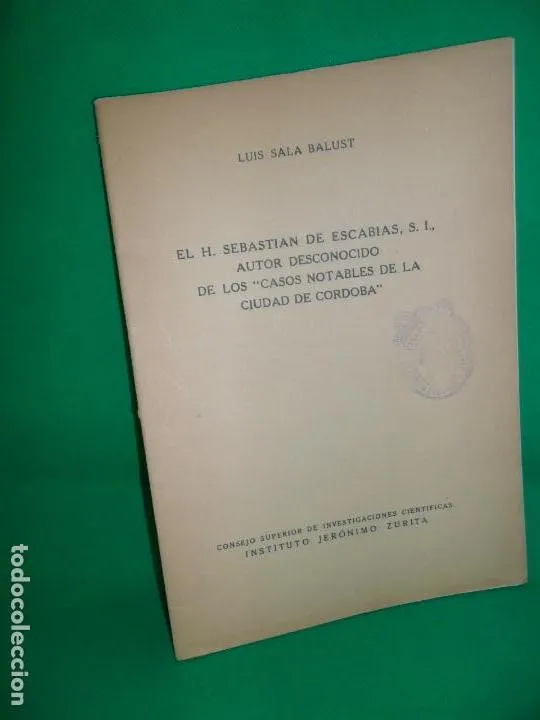 LUIS SALA BALUST
EL H. SEBASTIAN DE ESCABIAS, S. I.,
AUTOR DESCONOCIDO
DE LOS "CASOS NOTABLES DE LA
CIUDAD DE CORDOBA"
CONSEJO SUPERIOR DE INVESTIGACIONES CIENTIFICAS
INSTITUTO JERÓNIMO ZURITA
todocoleccion.net